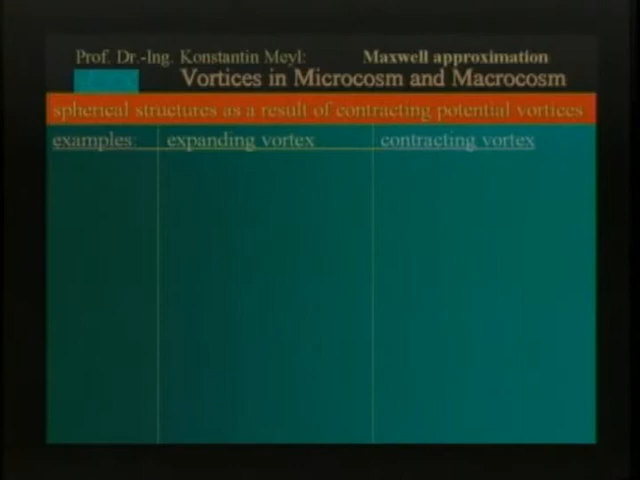 Prof. Dr.-Ing. Konstantin Meyl: Maxwell approximation
Vortices in Microcosm and Macrocosm
spherical structures as a result of contracting potential vortices
examples: expanding vortex contracting vortex